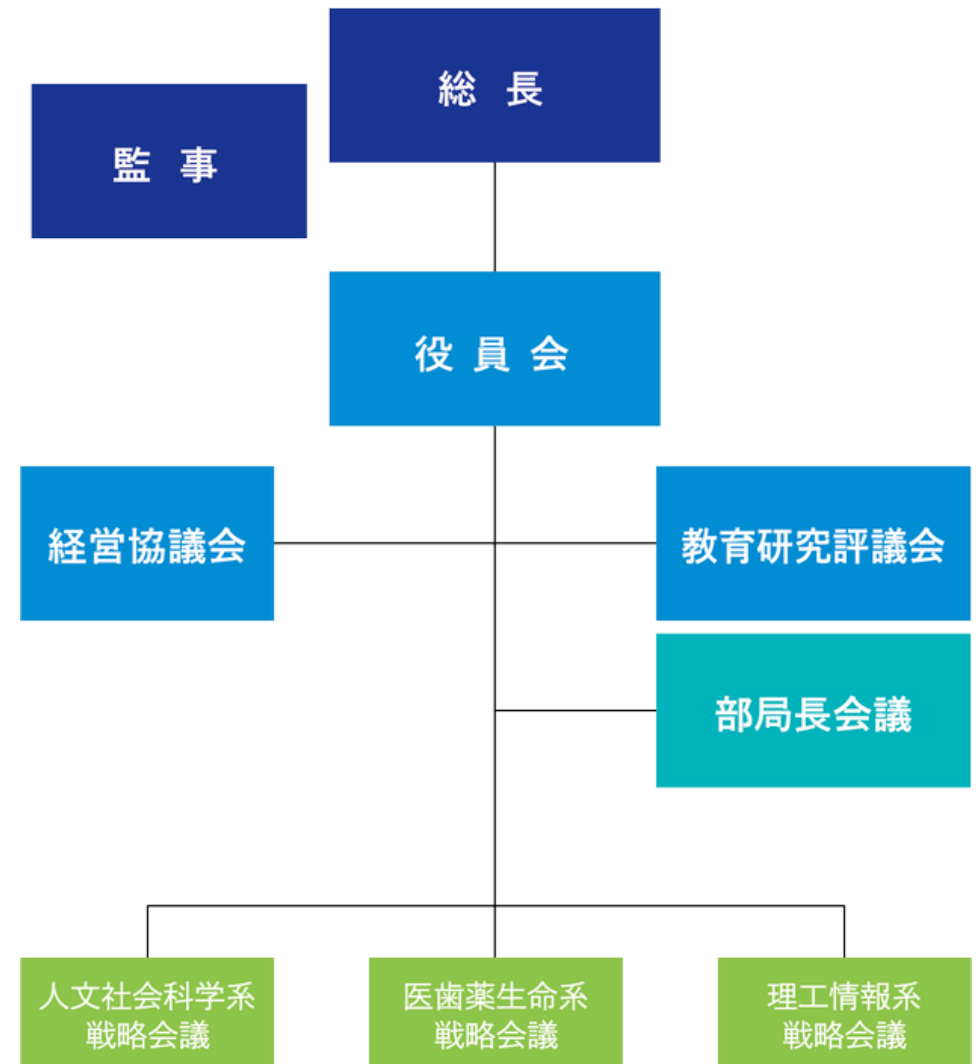 総 長
監 事
役 員 会
経営協議会
教育研究評議会
部局長会議
人文社会科学系
戦略会議
医歯薬生命系
戦略会議
理工情報系
戦略会議